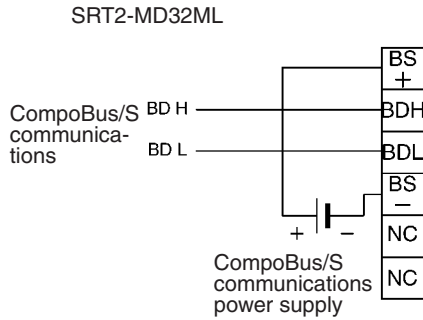 SRT2-MD32ML
BS
+
BD H
BDH
CompoBus/S
communica-
tions
BD L
BDL
BS
–
+ –
NC
CompoBus/S
communications
power supply
NC